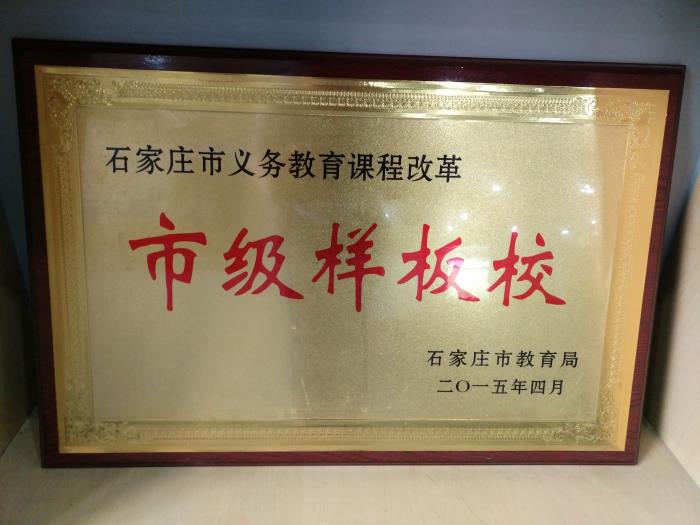 石家庄市义务教育课程改革
市级样板校
石家庄市教育局
二〇一五年四月